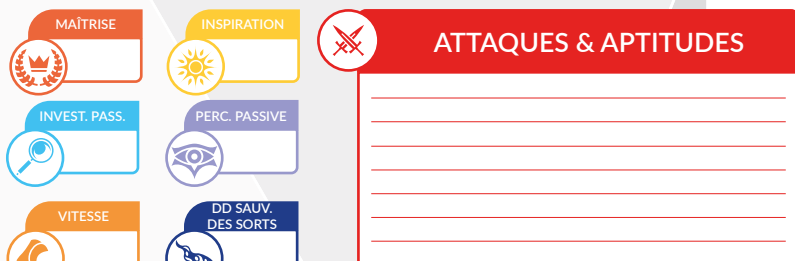 MAÎTRISE
INSPIRATION
ATTAQUES & APTITUDES
INVEST. PASS.
PERC. PASSIVE
VITESSE
DD SAUV.
DES SORTS